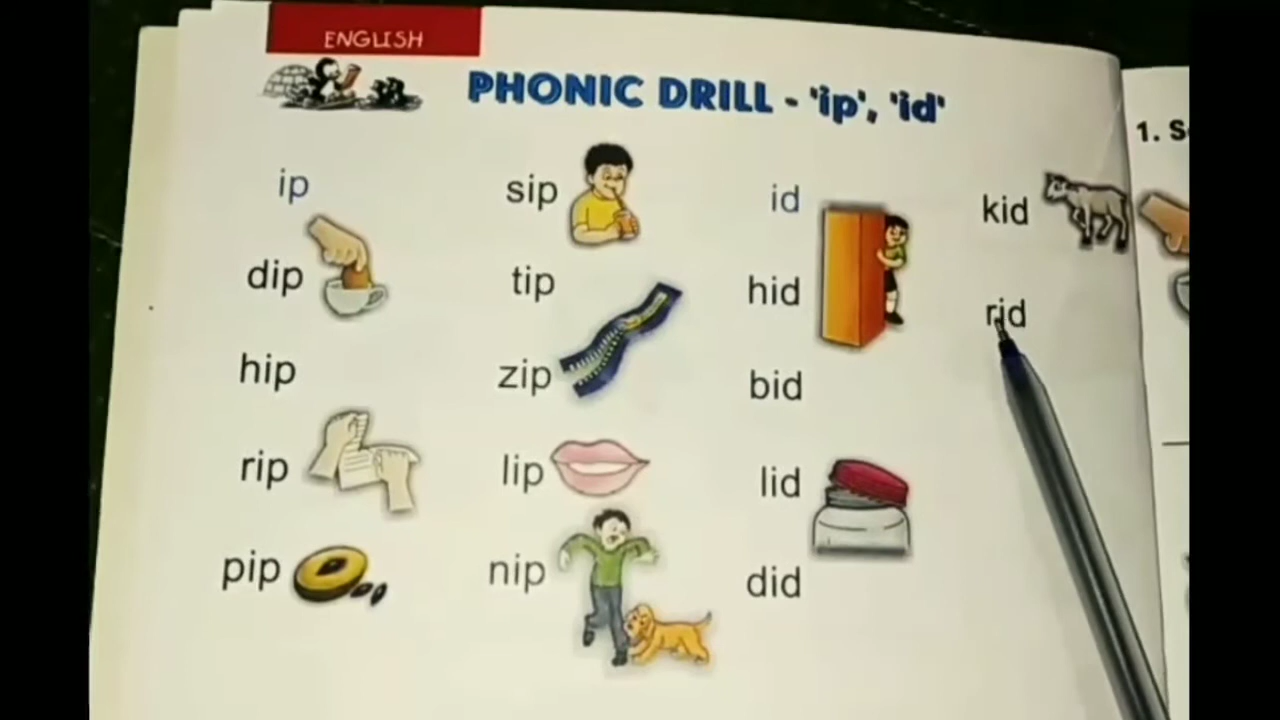 ENGLISH
PHONIC DRILL - 'ip', 'id'
ip
dip
hip
rip
pip
sip
tip
zip
lip
nip
id
hid
bid
lid
did
kid
rid
1. S